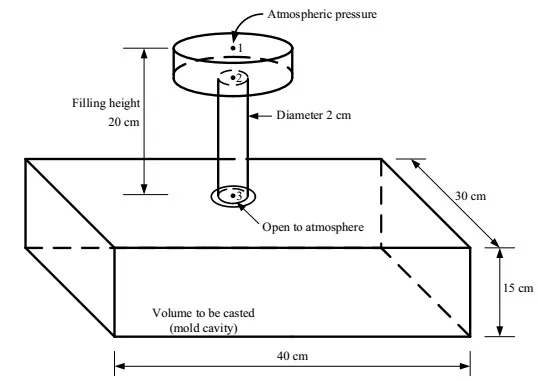 Atmospheric pressure
1
2
Filling height
20 cm
Diameter 2 cm
3
30 cm
Open to atmosphere
15 cm
Volume to be casted
(mold cavity)
40 cm